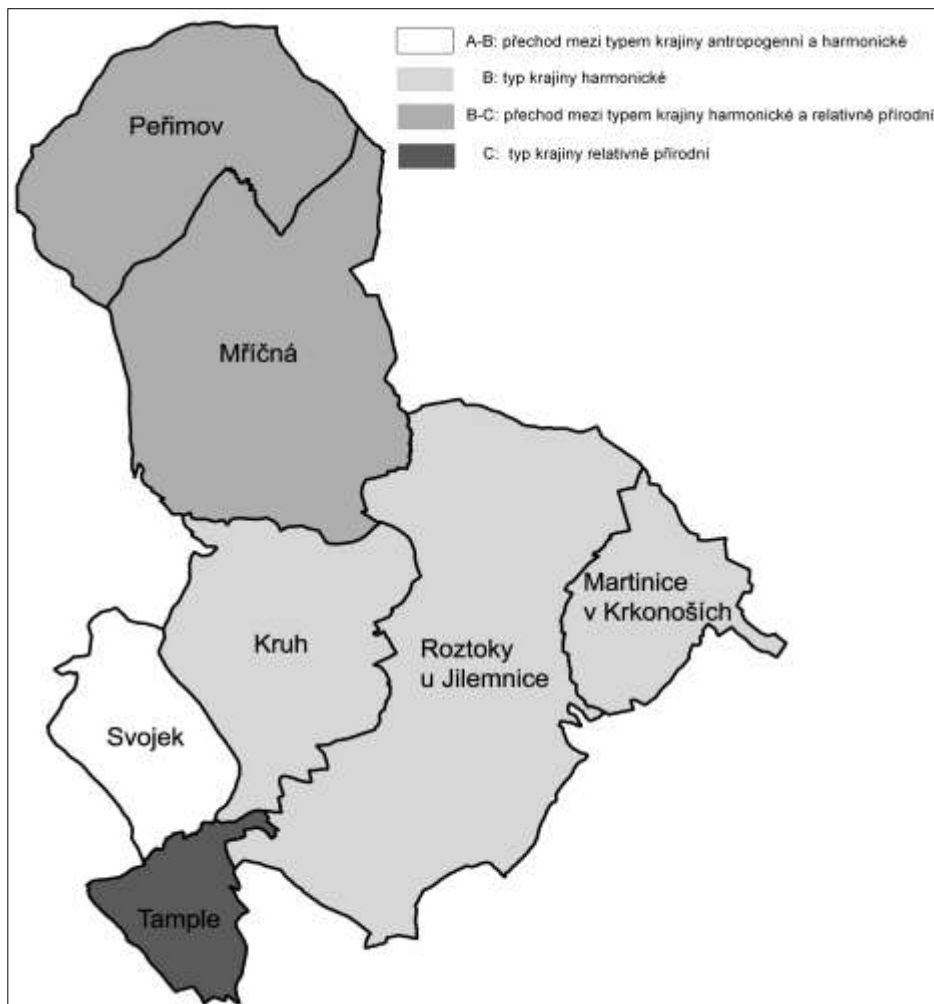 A-B: přechod mezi typem krajiny antropogenní a harmonické
B: typ krajiny harmonické
B-C: přechod mezi typem krajiny harmonické a relativně přírodní
C: typ krajiny relativně přírodní
Peřimov
Mříčná
Martinice
v Krkonoších
Kruh
Roztoky
u Jilemnice
Svojek
Tample